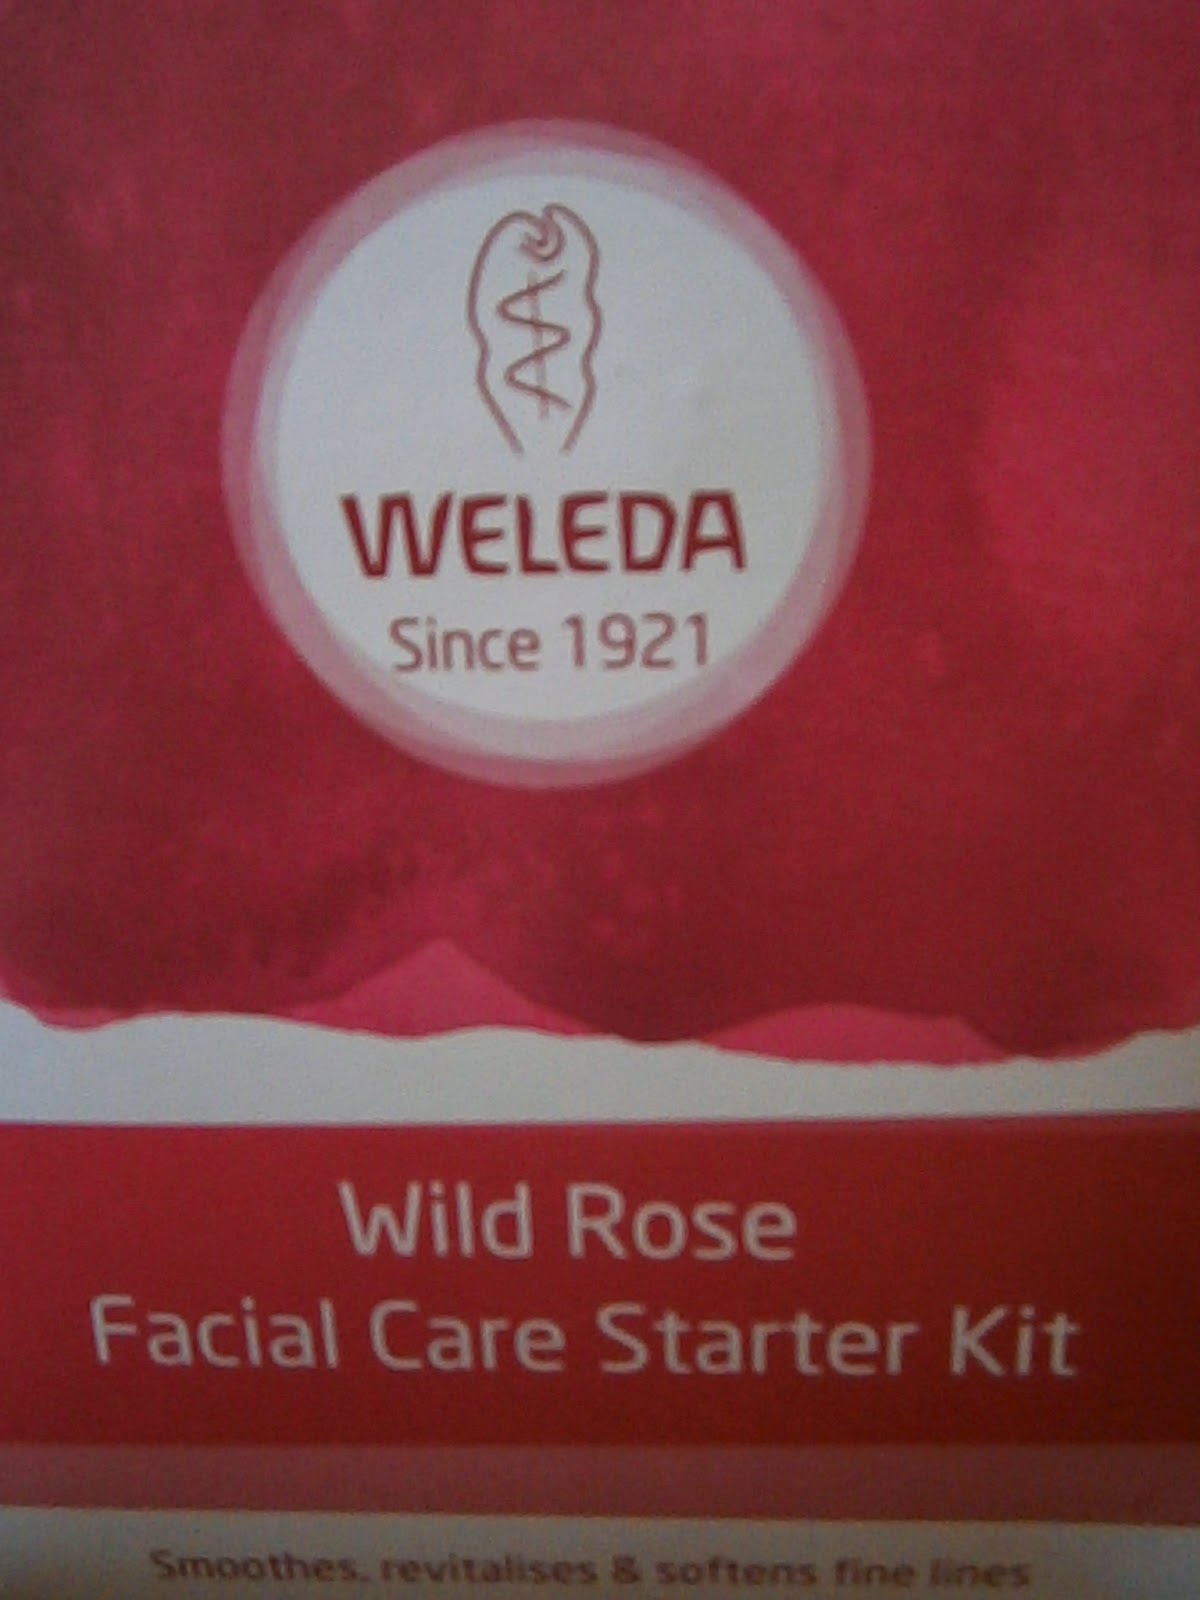 WELEDA
Since 1921
Wild Rose
Facial Care Starter Kit
Smoothes, revitalises & softens fine lines